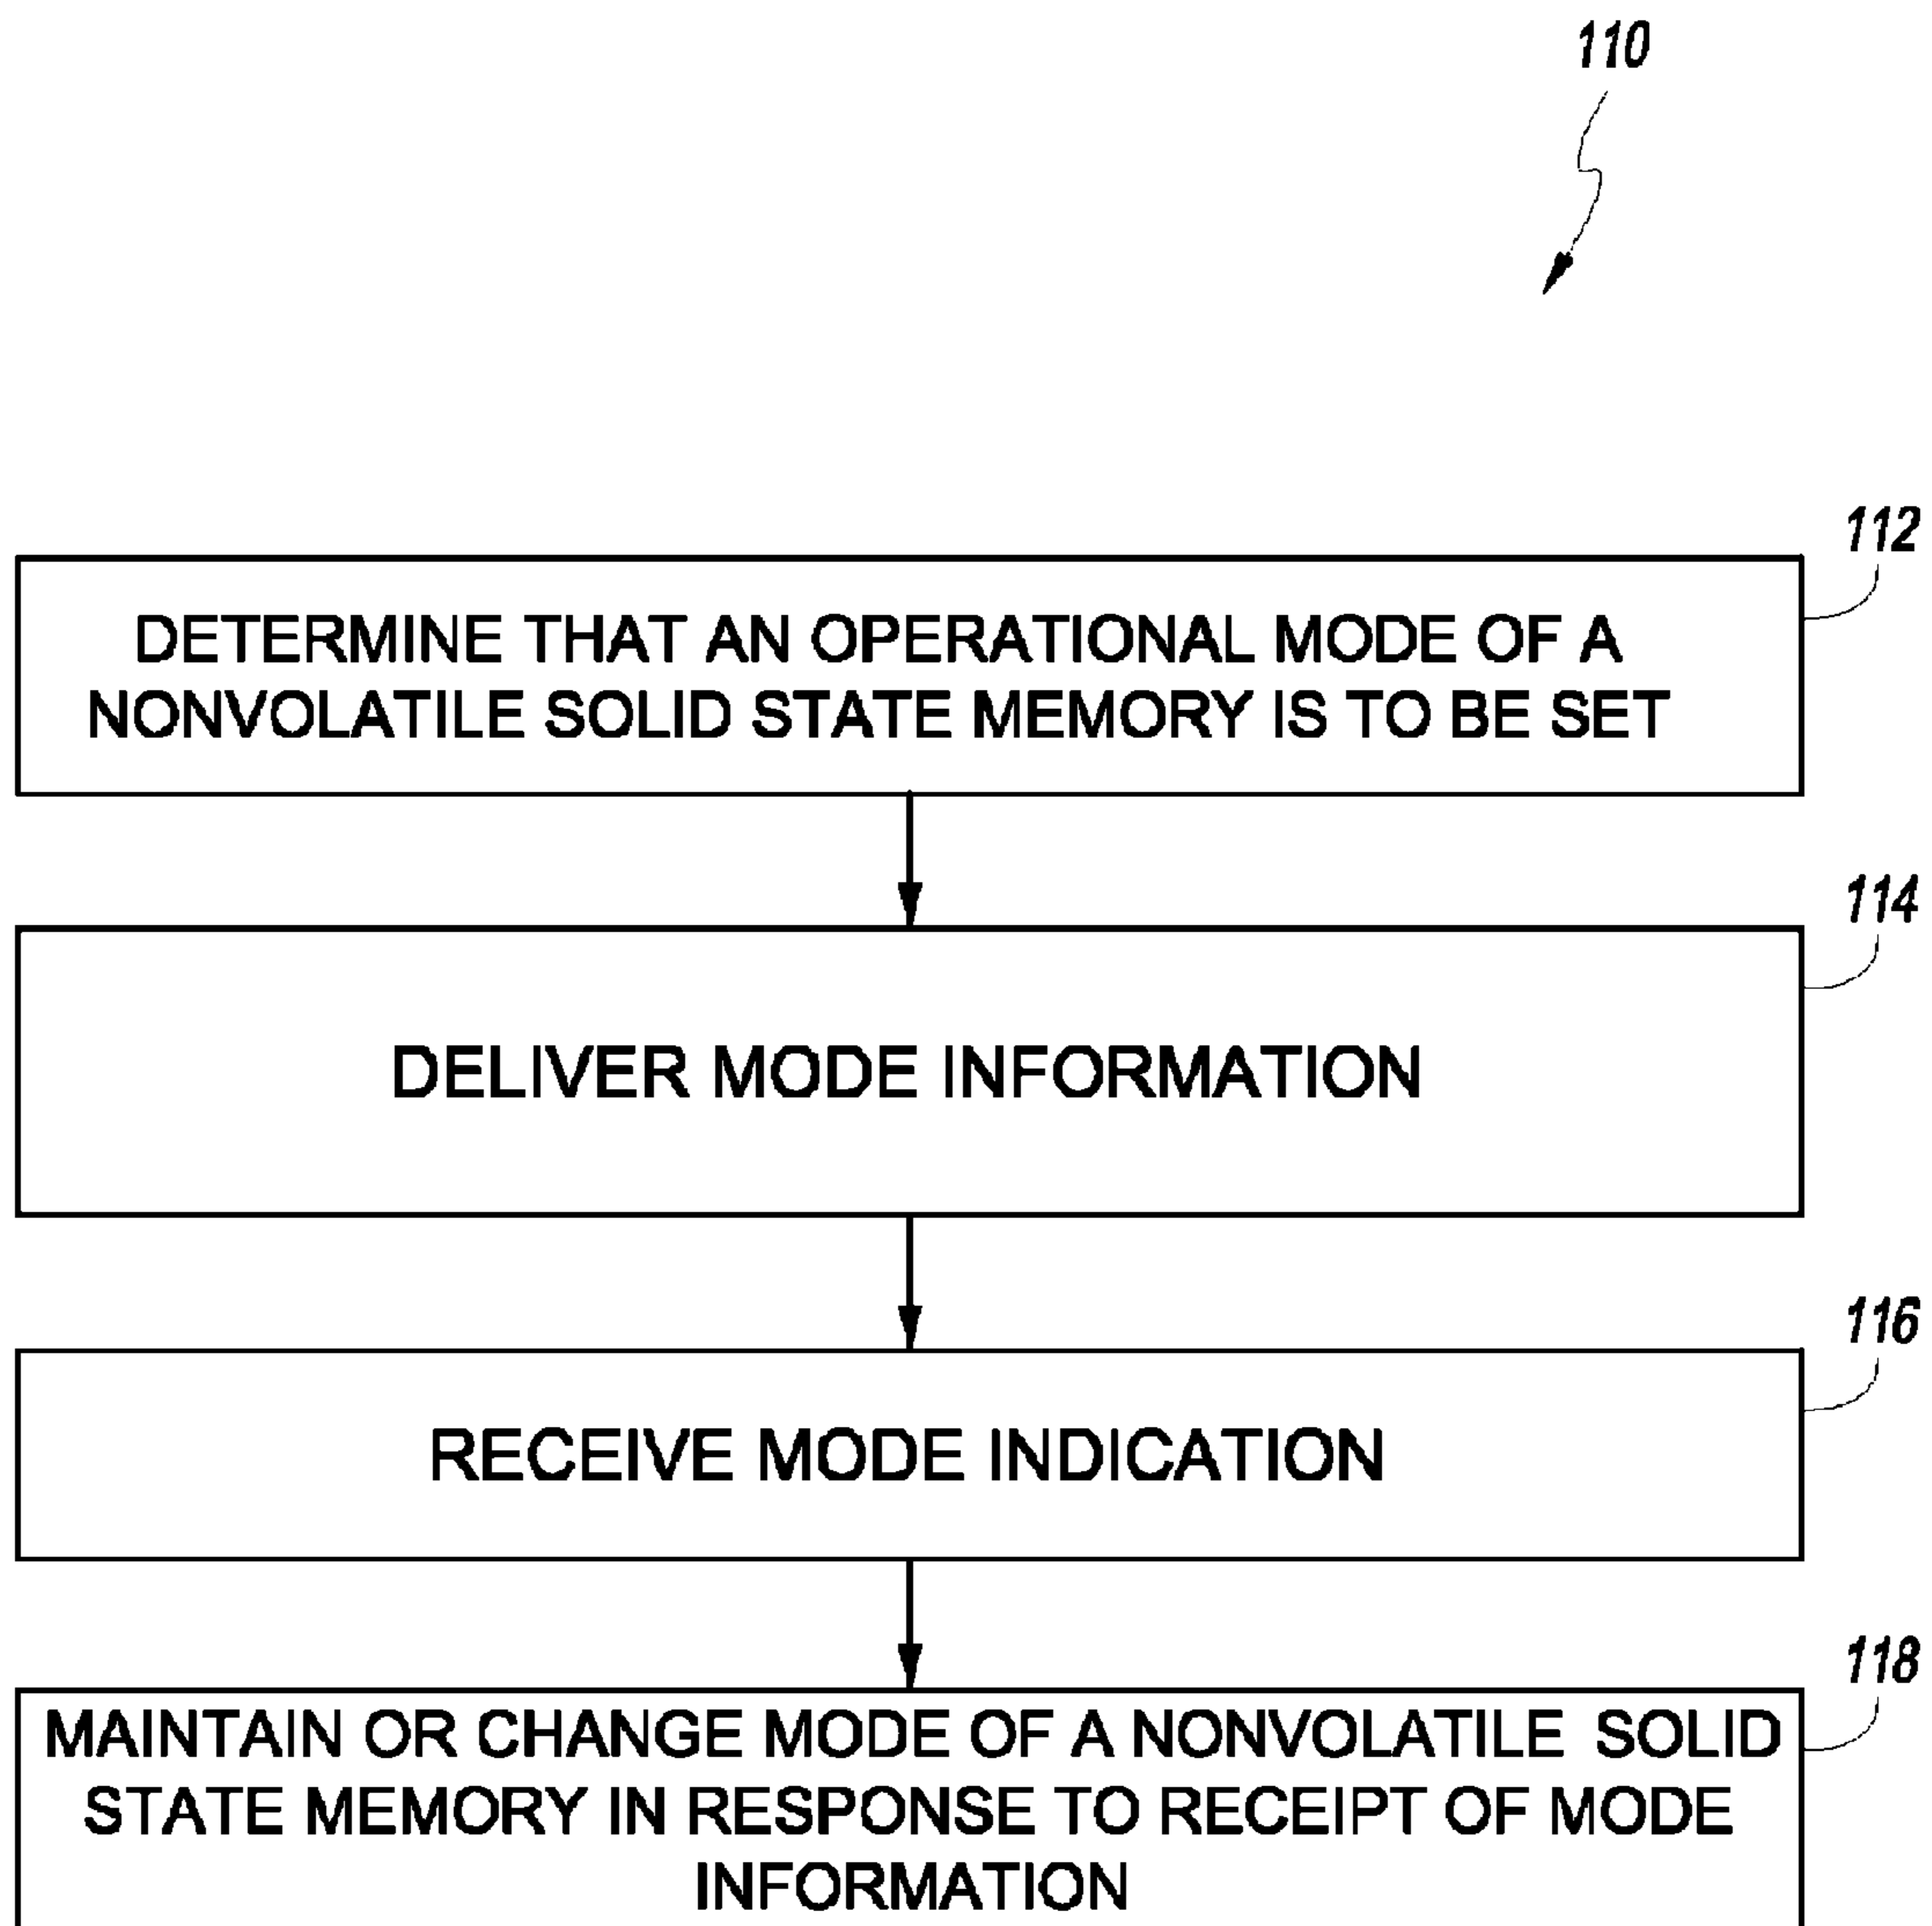 110
112
DETERMINE THAT AN OPERATIONAL MODE OF A
NONVOLATILE SOLID STATE MEMORY IS TO BE SET
114
DELIVER MODE INFORMATION
116
RECEIVE MODE INDICATION
118
MAINTAIN OR CHANGE MODE OF A NONVOLATILE SOLID
STATE MEMORY IN RESPONSE TO RECEIPT OF MODE
INFORMATION